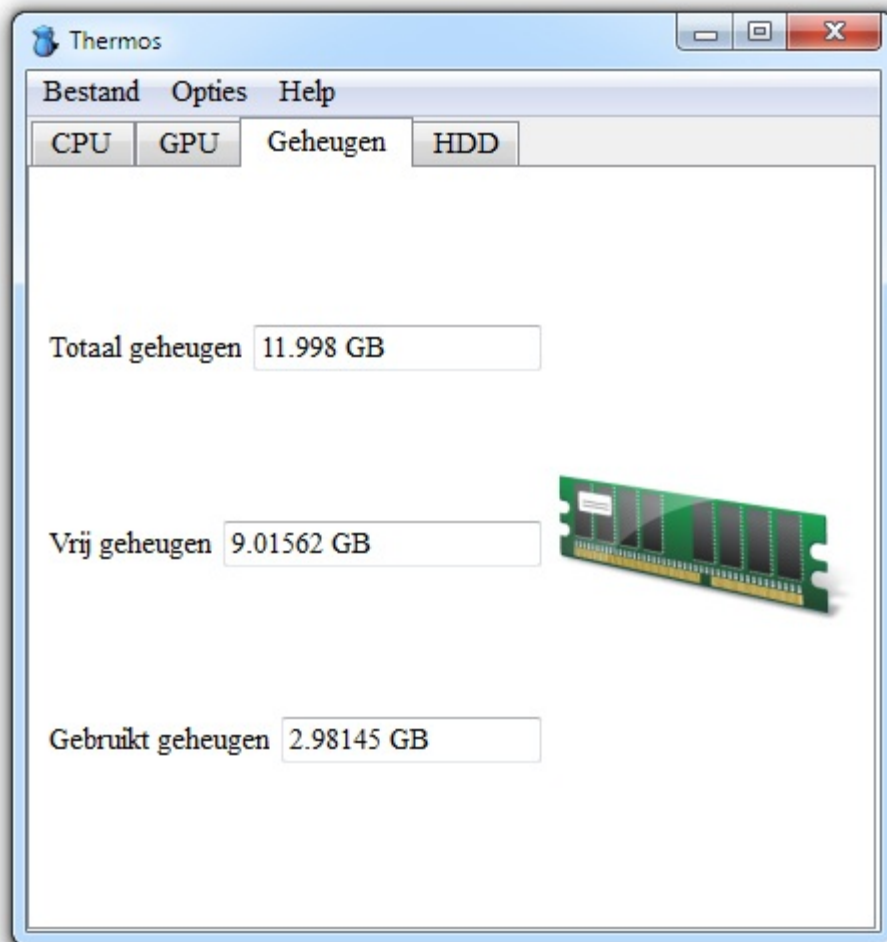 Thermos
Bestand Opties Help
CPU GPU Geheugen HDD
Totaal geheugen 11.998 GB
Vrij geheugen 9.01562 GB
Gebruikt geheugen 2.98145 GB